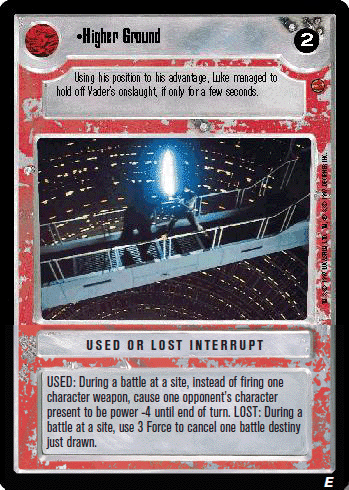 •Higher Ground
2
Using his position to his advantage, Luke managed to
hold off Vader's onslaught, if only for a few seconds.
USED OR LOST INTERRUPT
USED: During a battle at a site, instead of firing one
character weapon, cause one opponent's character
present to be power -4 until end of turn. LOST: During a
battle at a site, use 3 Force to cancel one battle destiny
just drawn.
E